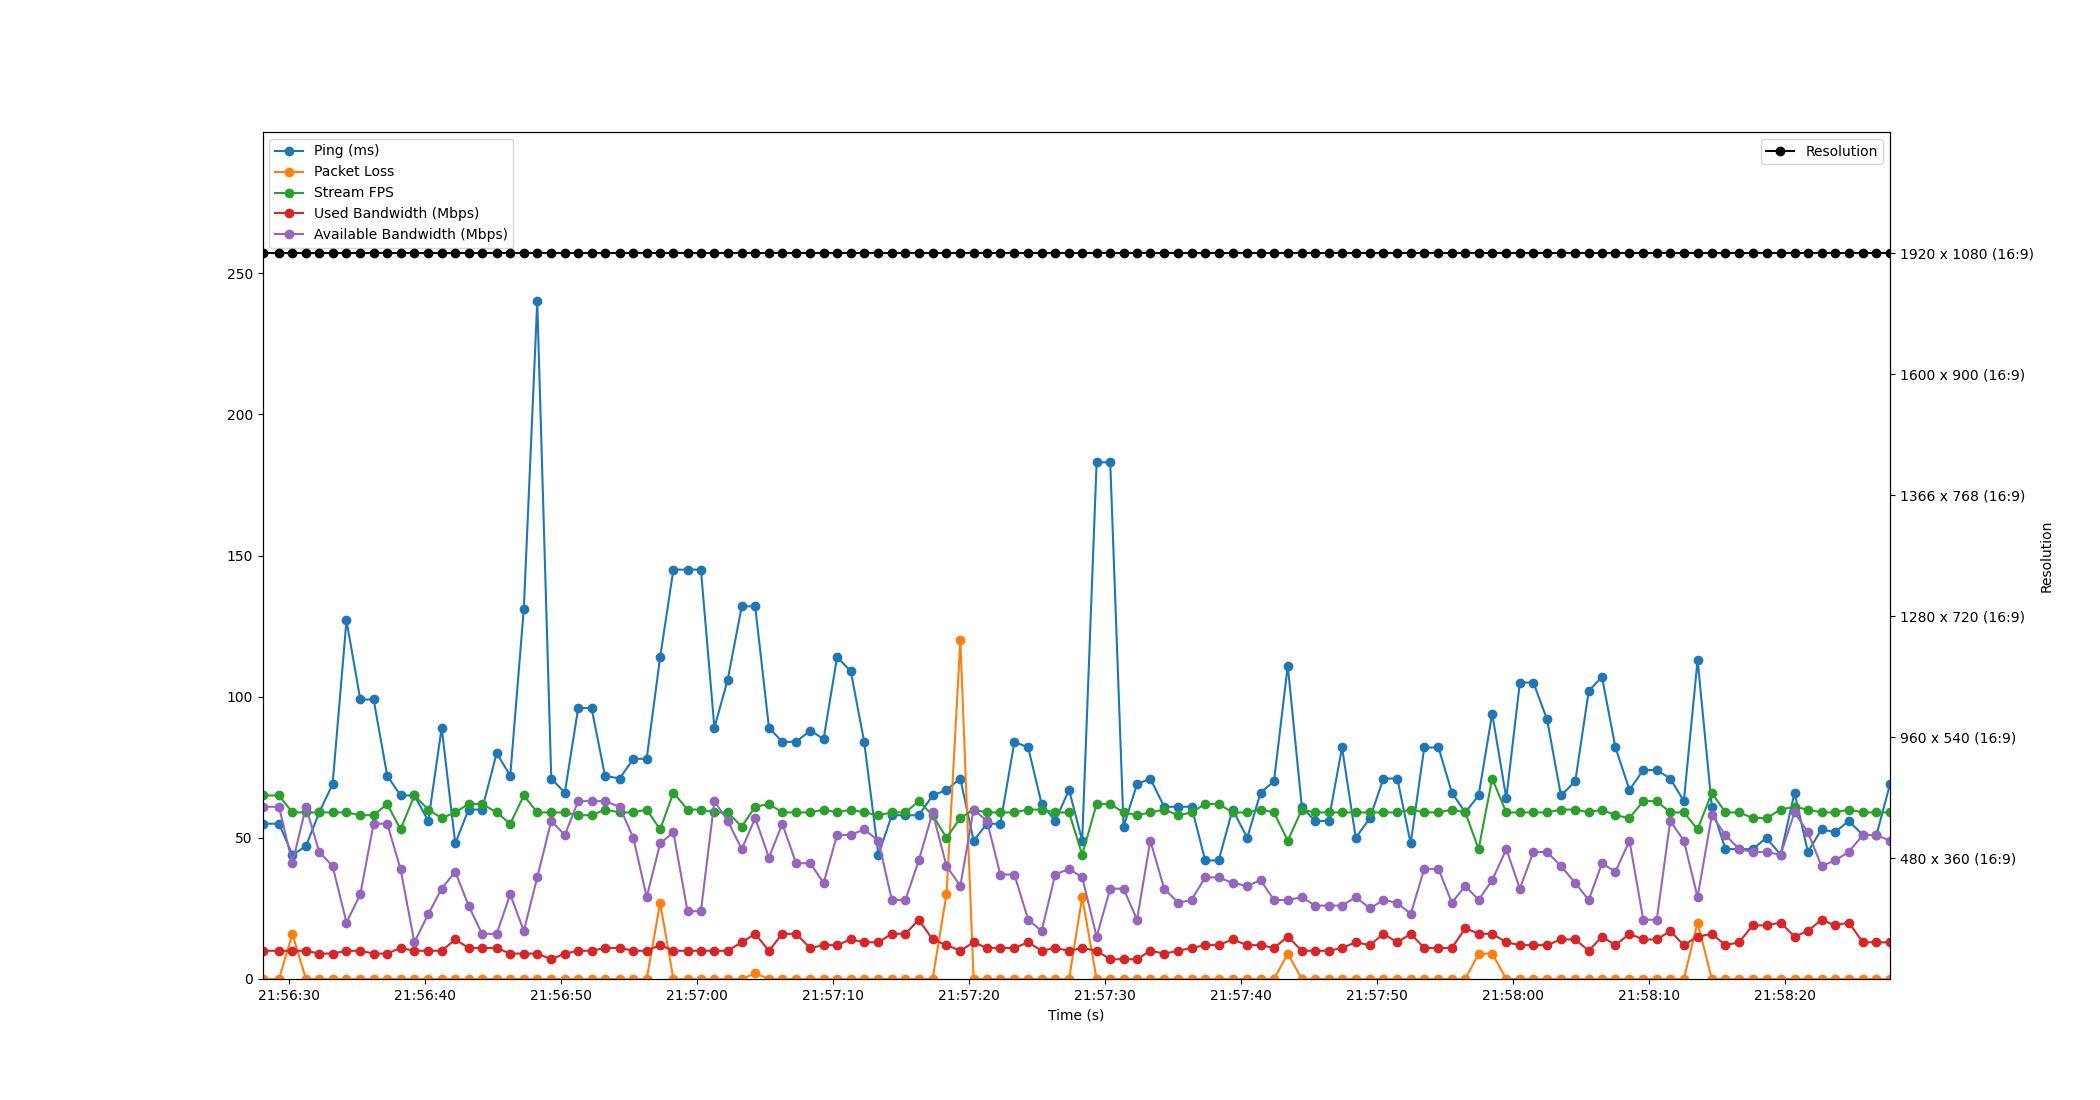 Ping (ms)
Packet Loss
Stream FPS
Used Bandwidth (Mbps)
Available Bandwidth (Mbps)
Resolution
250
200
150
100
50
0
1920 x 1080 (16:9)
1600 x 900 (16:9)
1366 x 768 (16:9)
1280 x 720 (16:9)
960 x 540 (16:9)
480 x 360 (16:9)
Resolution
21:56:30 21:56:40 21:56:50 21:57:00 21:57:10 21:57:20 21:57:30 21:57:40 21:57:50 21:58:00 21:58:10 21:58:20
Time (s)